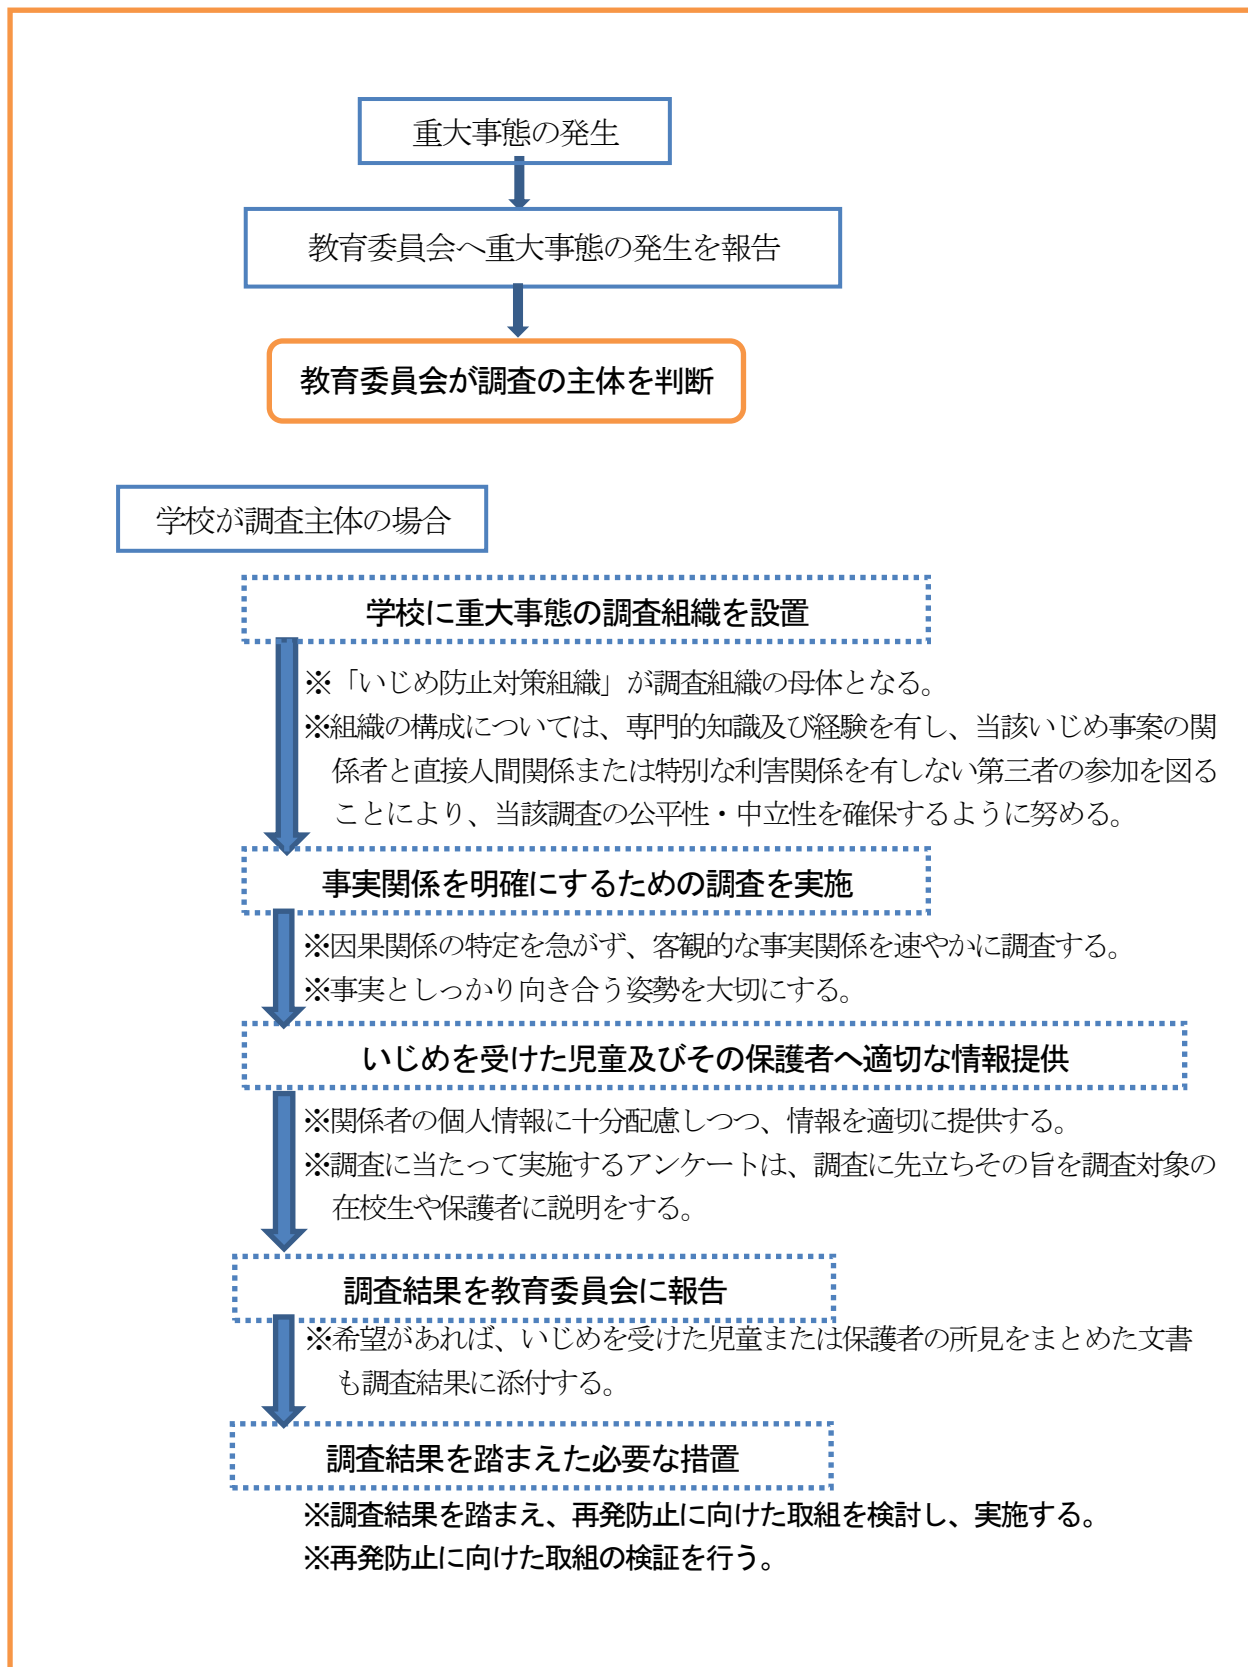 重大事態の発生
教育委員会へ重大事態の発生を報告
教育委員会が調査の主体を判断
学校が調査主体の場合
学校に重大事態の調査組織を設置
※「いじめ防止対策組織」が調査組織の母体となる。
※組織の構成については、専門的知識及び経験を有し、当該いじめ事案の関
係者と直接人間関係または特別な利害関係を有しない第三者の参加を図る
ことにより、当該調査の公平性・中立性を確保するように努める。
事実関係を明確にするための調査を実施
※因果関係の特定を急がず、客観的な事実関係を速やかに調査する。
※事実としっかり向き合う姿勢を大切にする。
いじめを受けた児童及びその保護者へ適切な情報提供
※関係者の個人情報に十分配慮しつつ、情報を適切に提供する。
※調査に当たって実施するアンケートは、調査に先立ちその旨を調査対象の
在校生や保護者に説明をする。
調査結果を教育委員会に報告
※希望があれば、いじめを受けた児童または保護者の所見をまとめた文書
も調査結果に添付する。
調査結果を踏まえた必要な措置
※調査結果を踏まえ、再発防止に向けた取組を検討し、実施する。
※再発防止に向けた取組の検証を行う。